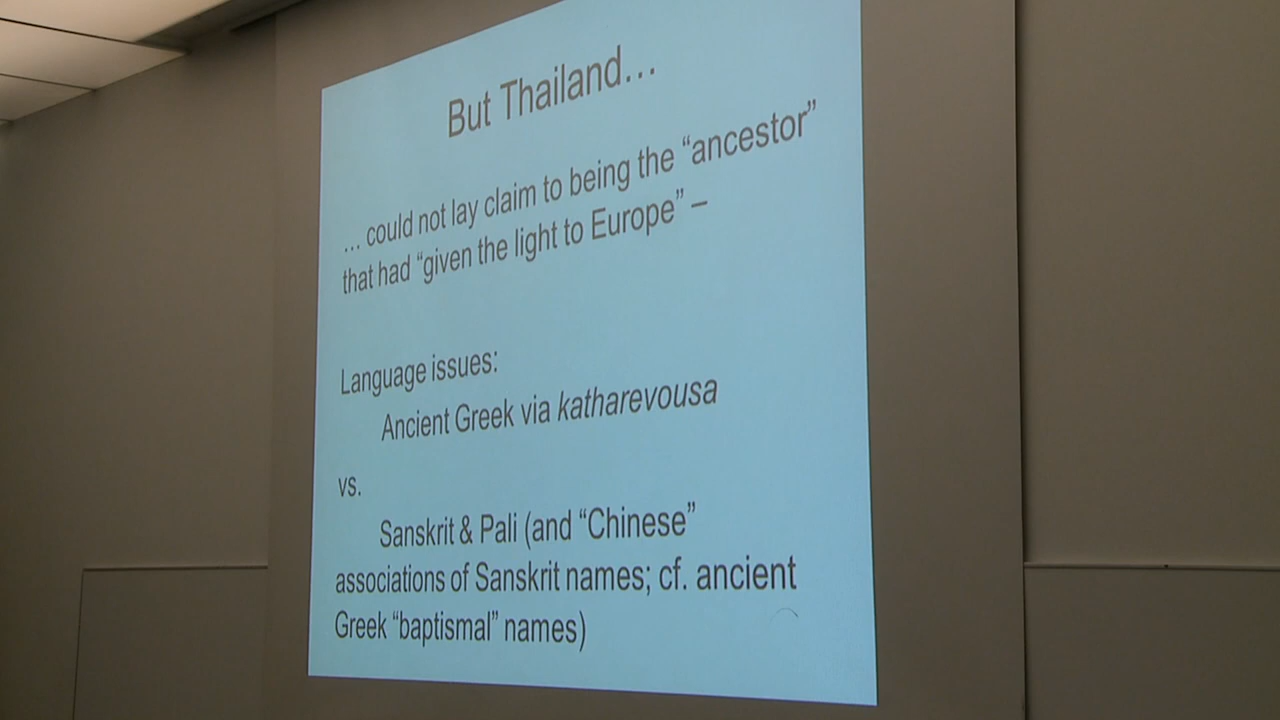 But Thailand…
… could not lay claim to being the “ancestor”
that had “given the light to Europe” –
Language issues:
Ancient Greek via katharevousa
vs.
Sanskrit & Pali (and “Chinese”
associations of Sanskrit names; cf. ancient
Greek “baptismal” names)